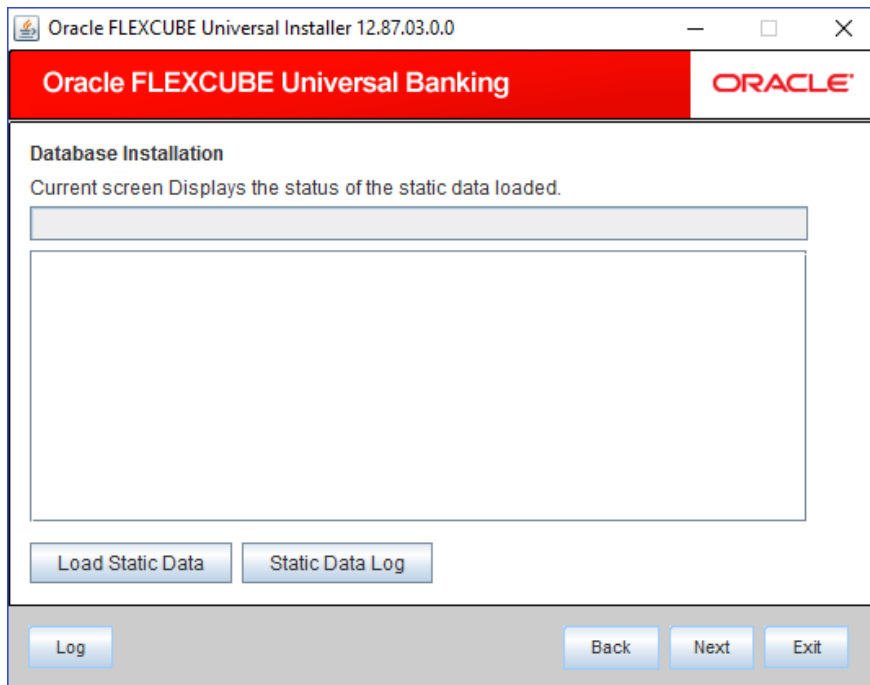 Oracle FLEXCUBE Universal Installer 12.87.03.0.0
Oracle FLEXCUBE Universal Banking
ORACLE
Database Installation
Current screen Displays the status of the static data loaded.
Load Static Data Static Data Log
Log Back Next Exit